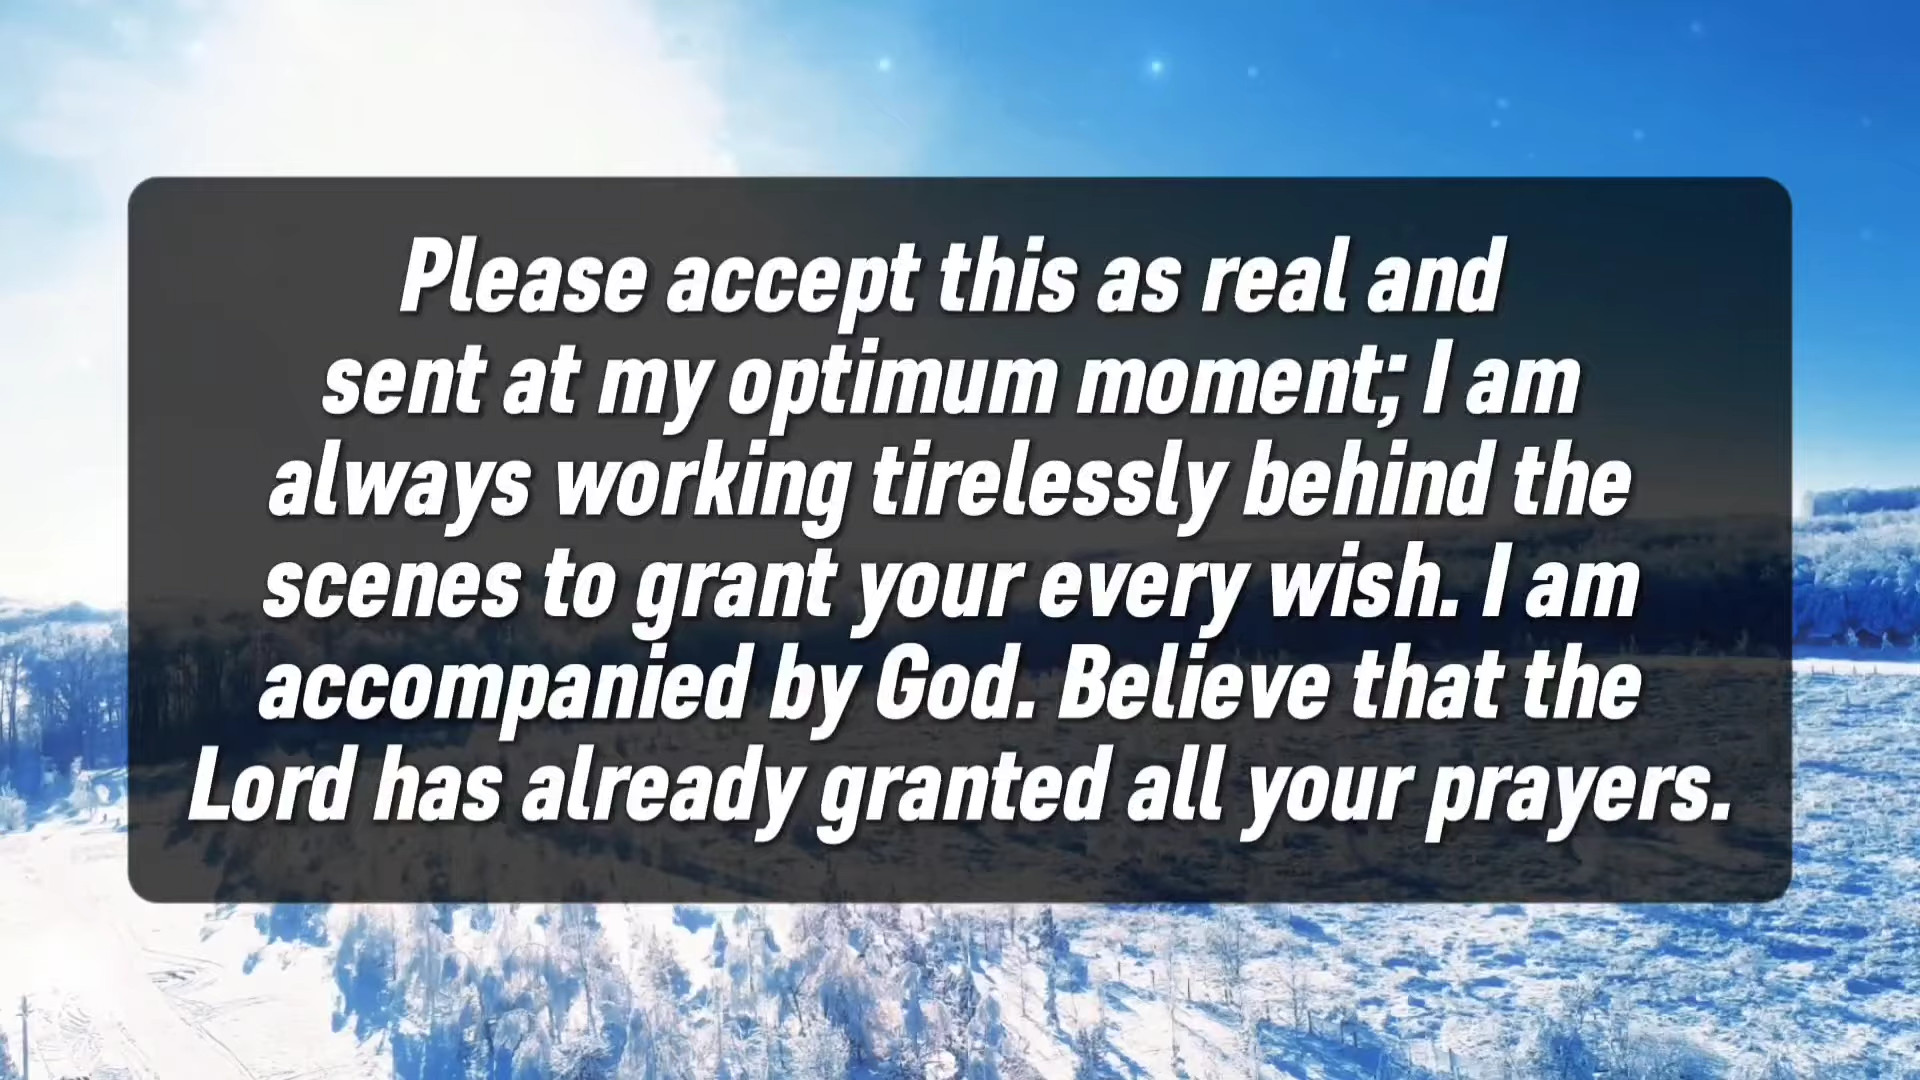 Please accept this as real and
sent at my optimum moment; I am
always working tirelessly behind the
scenes to grant your every wish. I am
accompanied by God. Believe that the
Lord has already granted all your prayers.